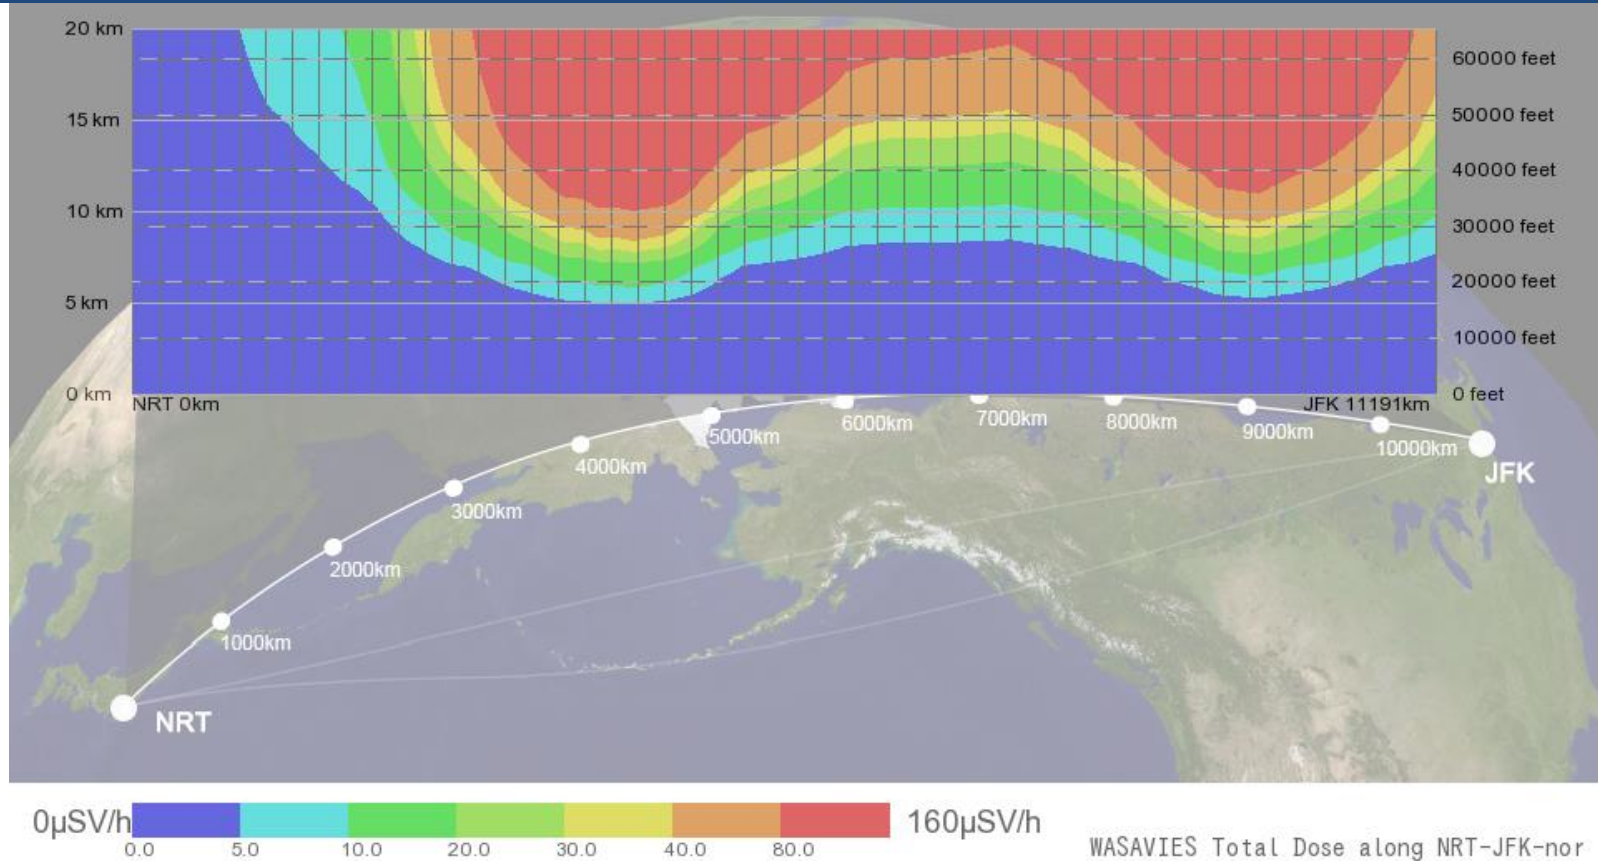 20 km
60000 feet
15 km
50000 feet
40000 feet
10 km
30000 feet
20000 feet
5 km
10000 feet
0 km
0 feet
NRT 0km
JFK 11191km
5000km
6000km
7000km
8000km
9000km
10000km
4000km
JFK
3000km
2000km
1000km
NRT
0µSV/h
160µSV/h
0.0 5.0 10.0 20.0 30.0 40.0 80.0
WASAVIES Total Dose along NRT-JFK-nor